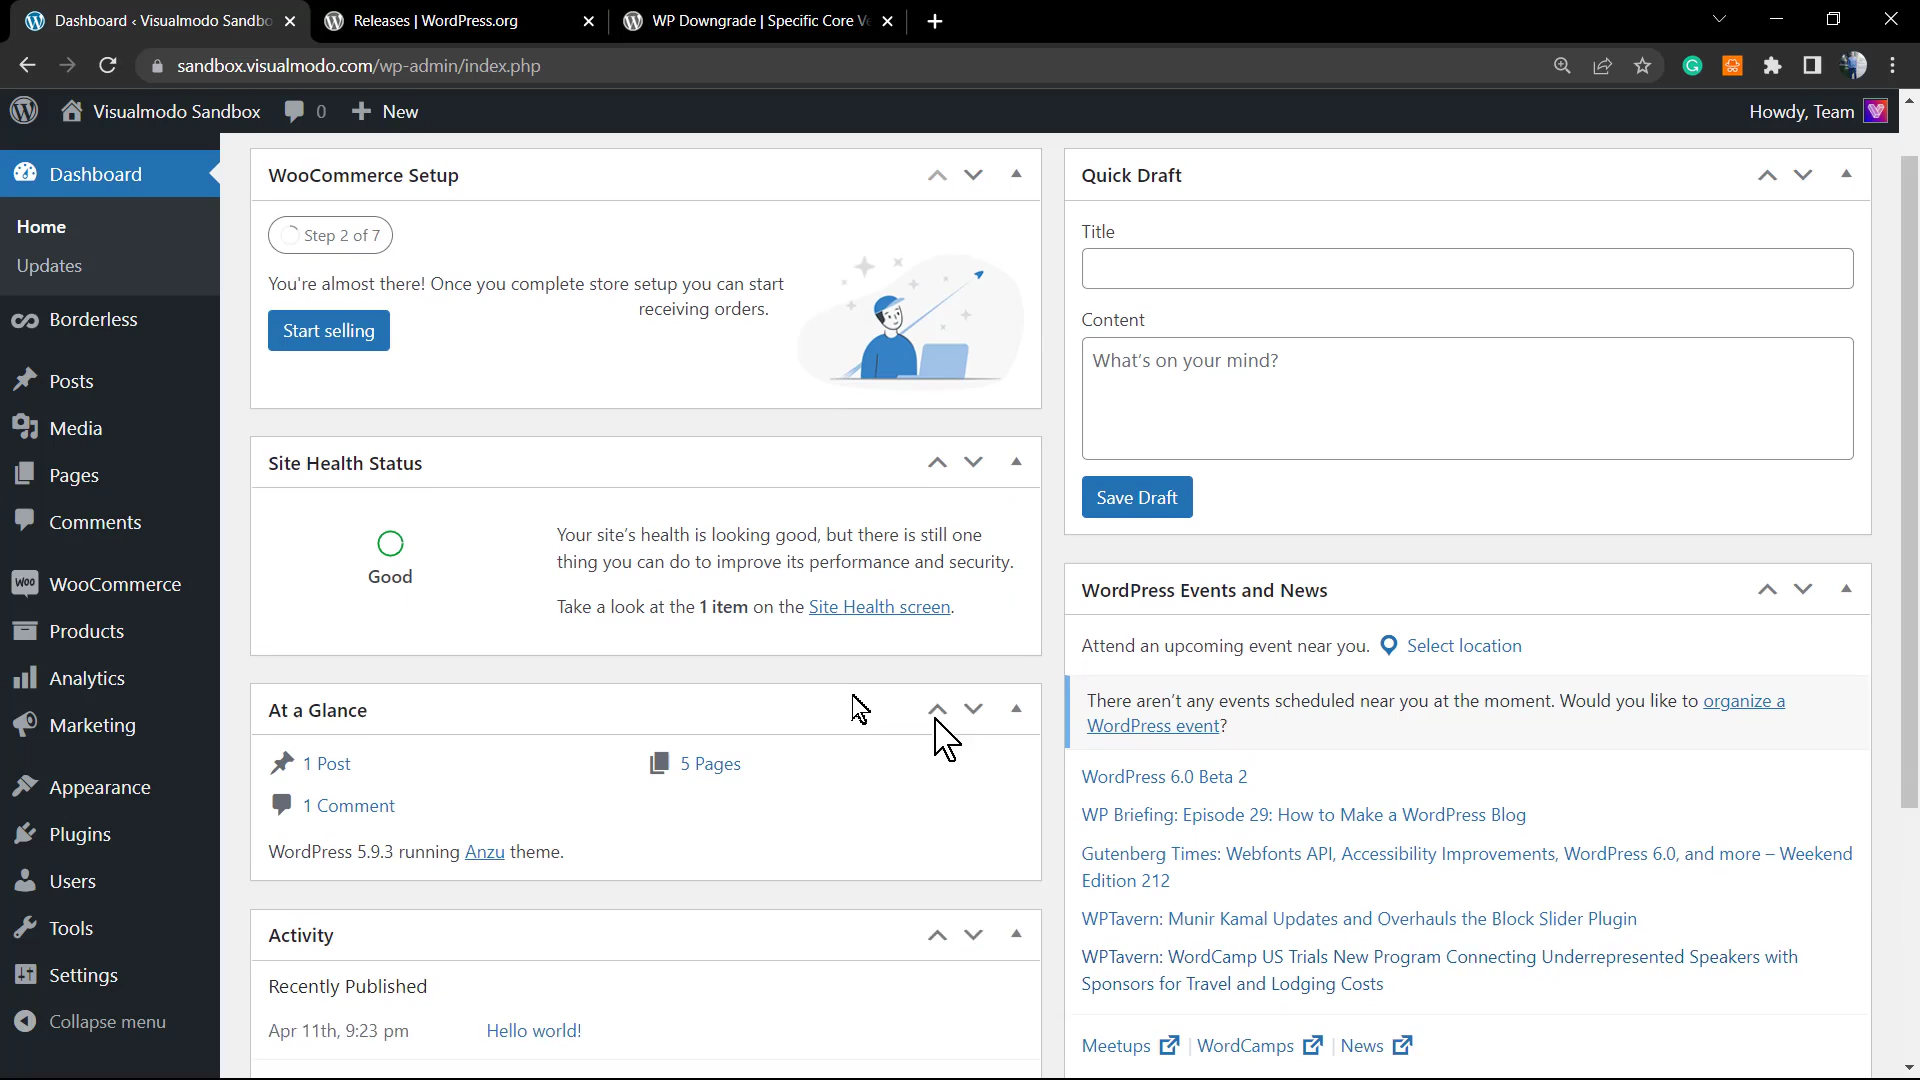 Dashboard ‹ Visualmodo Sandbo
Releases | WordPress.org
WP Downgrade | Specific Core Ve
sandbox.visualmodo.com/wp-admin/index.php
Visualmodo Sandbox
0
New
Howdy, Team
Dashboard
Home
Updates
Borderless
Posts
Media
Pages
Comments
WooCommerce
Products
Analytics
Marketing
Appearance
Plugins
Users
Tools
Settings
Collapse menu
WooCommerce Setup
Step 2 of 7
You're almost there! Once you complete store setup you can start
receiving orders.
Start selling
Site Health Status
Good
Your site's health is looking good, but there is still one
thing you can do to improve its performance and security.
Take a look at the 1 item on the Site Health screen.
At a Glance
1 Post
5 Pages
1 Comment
WordPress 5.9.3 running Anzu theme.
Activity
Recently Published
Apr 11th, 9:23 pm
Hello world!
Quick Draft
Title
Content
What's on your mind?
Save Draft
WordPress Events and News
Attend an upcoming event near you.
Select location
There aren't any events scheduled near you at the moment. Would you like to organize a
WordPress event?
WordPress 6.0 Beta 2
WP Briefing: Episode 29: How to Make a WordPress Blog
Gutenberg Times: Webfonts API, Accessibility Improvements, WordPress 6.0, and more – Weekend
Edition 212
WPTavern: Munir Kamal Updates and Overhauls the Block Slider Plugin
WPTavern: WordCamp US Trials New Program Connecting Underrepresented Speakers with
Sponsors for Travel and Lodging Costs
Meetups | WordCamps | News